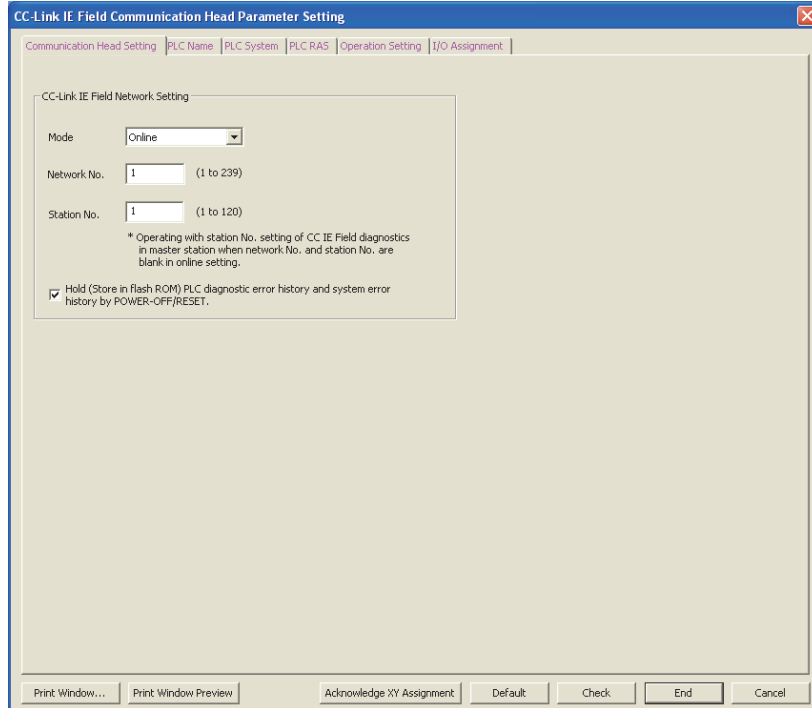 CC-Link IE Field Communication Head Parameter Setting
Communication Head Setting PLC Name PLC System PLC RAS Operation Setting I/O Assignment
CC-Link IE Field Network Setting
Mode Online
Network No. 1 (1 to 239)
Station No. 1 (1 to 120)
* Operating with station No. setting of CC IE Field diagnostics
in master station when network No. and station No. are
blank in online setting.
Hold (Store in flash ROM) PLC diagnostic error history and system error
history by POWER-OFF/RESET.
Print Window... Print Window Preview Acknowledge XY Assignment Default Check End Cancel